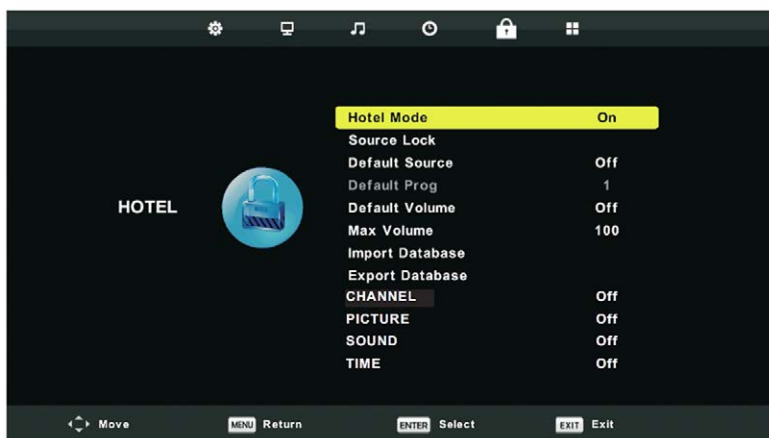 Hotel Mode On
Source Lock
Default Source Off
Default Prog 1
HOTEL
Default Volume Off
Max Volume 100
Import Database
Export Database
CHANNEL Off
PICTURE Off
SOUND Off
TIME Off
Move MENU Return ENTER Select EXIT Exit